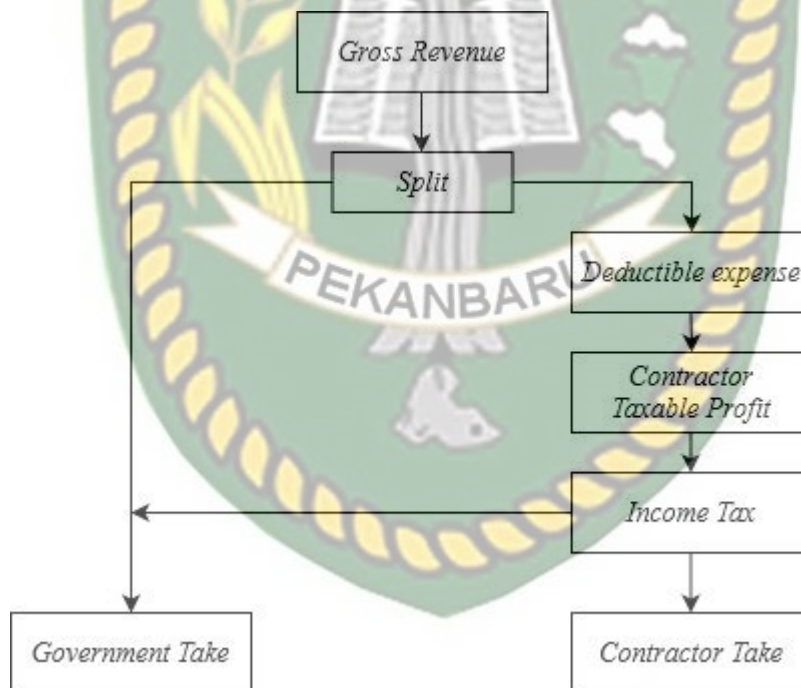 Gross Revenue
Split
PEKANBARU
Deductible expense
Contractor
Taxable Profit
Income Tax
Government Take
Contractor Take